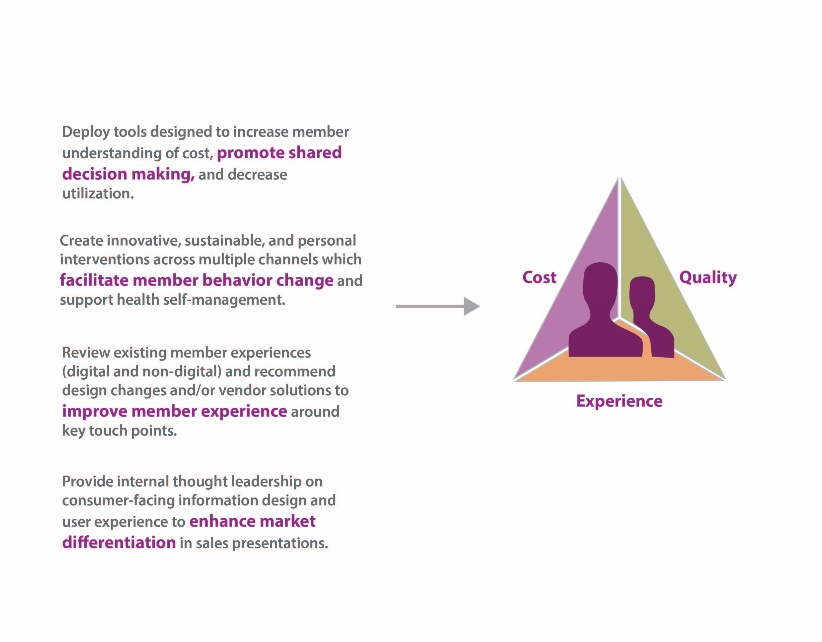 Deploy tools designed to increase member
understanding of cost, promote shared
decision making, and decrease
utilization.
Create innovative, sustainable, and personal
interventions across multiple channels which
facilitate member behavior change and
support health self-management.
Review existing member experiences
(digital and non-digital) and recommend
design changes and/or vendor solutions to
improve member experience around
key touch points.
Provide internal thought leadership on
consumer-facing information design and
user experience to enhance market
differentiation in sales presentations.
Cost
Quality
Experience